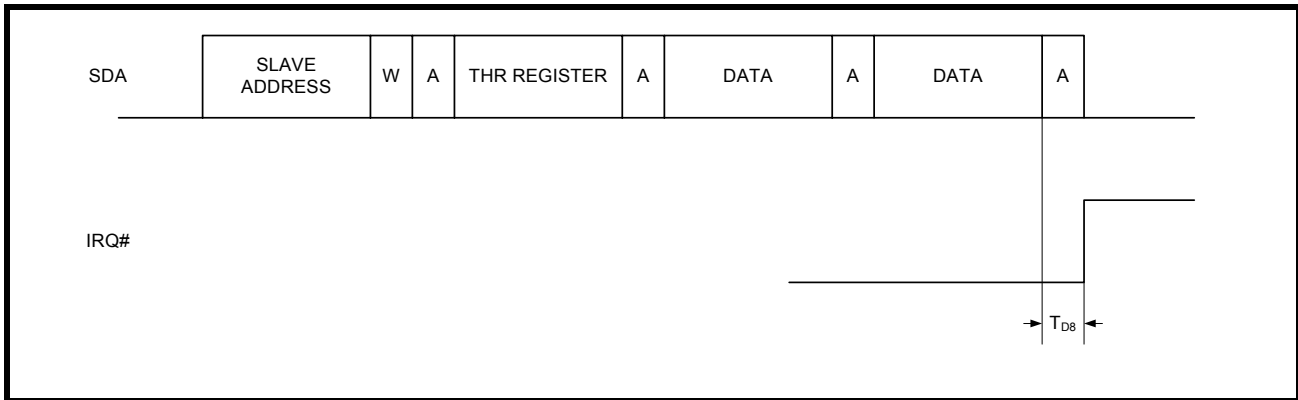 SDA
SLAVE
ADDRESS
W
A
THR REGISTER
A
DATA
A
DATA
A
IRQ#
TD8